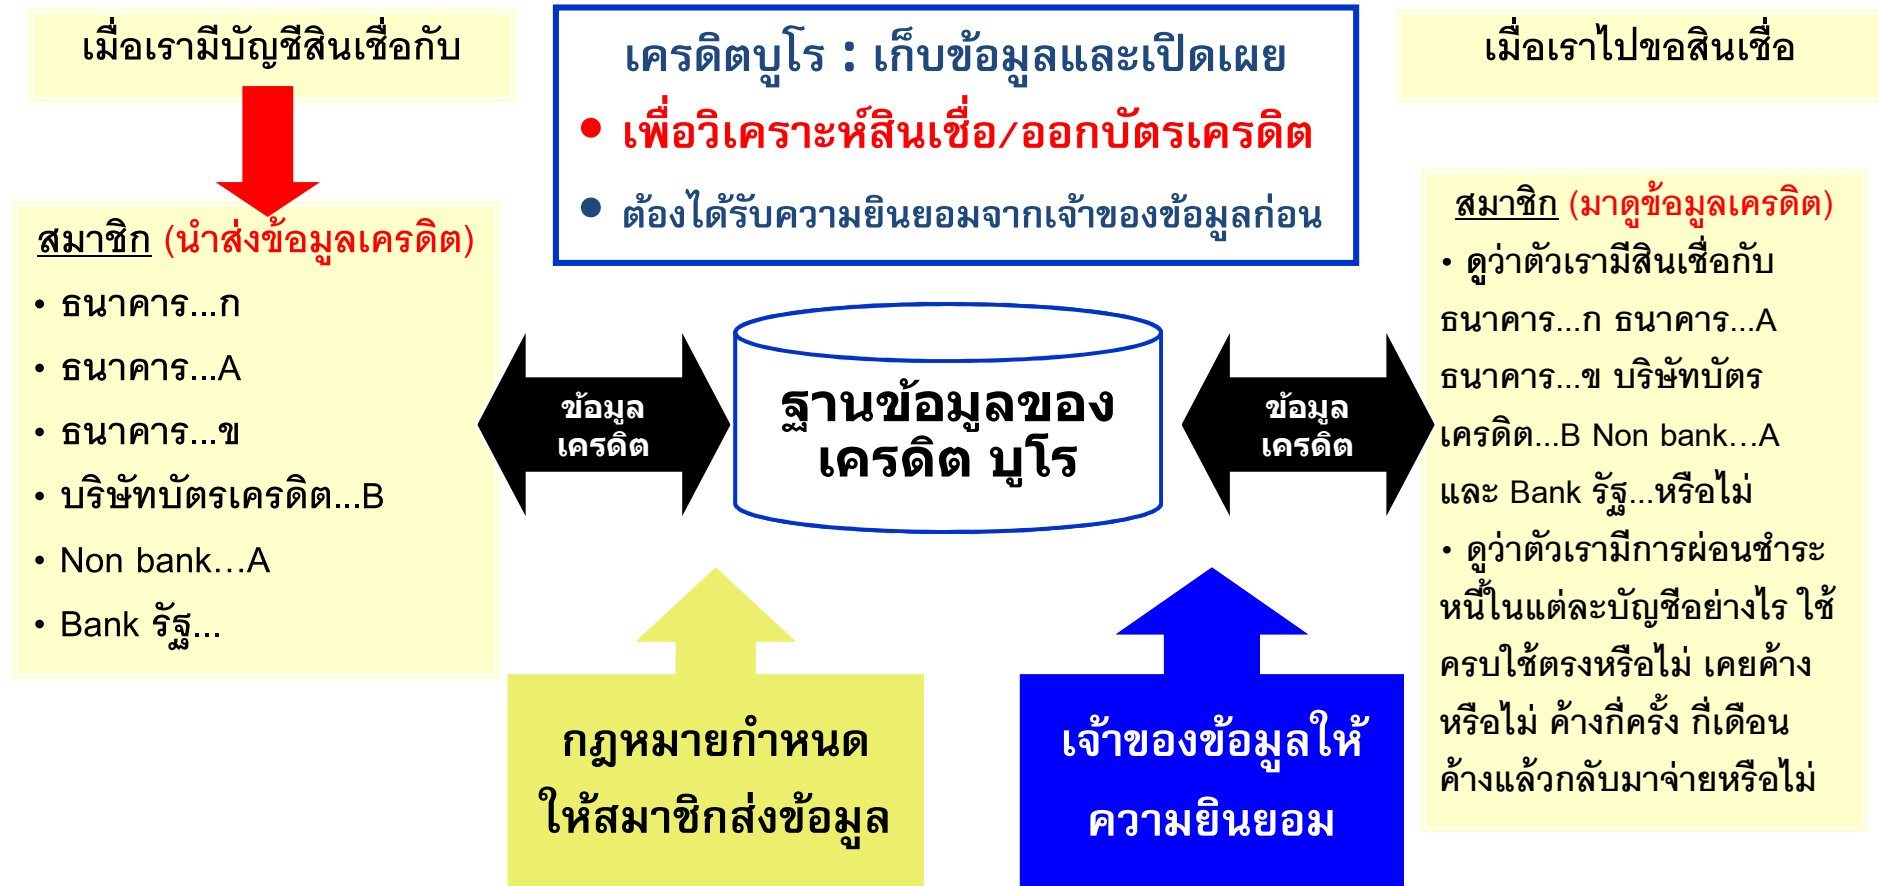 เมื่อเรามีบัญชีสินเชื่อกับ
สมาชิก (นำส่งข้อมูลเครดิต)
• ธนาคาร...ก
• ธนาคาร...A
• ธนาคาร...ข
• บริษัทบัตรเครดิต...B
• Non bank...A
• Bank รัฐ...
เครดิตบูโร : เก็บข้อมูลและเปิดเผย
• เพื่อวิเคราะห์สินเชื่อ/ออกบัตรเครดิต
• ต้องได้รับความยินยอมจากเจ้าของข้อมูลก่อน
ข้อมูล
เครดิต
ฐานข้อมูลของ
เครดิต บูโร
ข้อมูล
เครดิต
กฎหมายกำหนด
ให้สมาชิกส่งข้อมูล
เจ้าของข้อมูลให้
ความยินยอม
เมื่อเราไปขอสินเชื่อ
สมาชิก (มาดูข้อมูลเครดิต)
• ดูว่าตัวเรามีสินเชื่อกับ
ธนาคาร...ก ธนาคาร...A
ธนาคาร...ข บริษัทบัตร
เครดิต...B Non bank...A
และ Bank รัฐ...หรือไม่
• ดูว่าตัวเรามีการผ่อนชำระ
หนี้ในแต่ละบัญชีอย่างไร ใช้
ครบใช้ตรงหรือไม่ เคยค้าง
หรือไม่ ค้างกี่ครั้ง กี่เดือน
ค้างแล้วกลับมาจ่ายหรือไม่